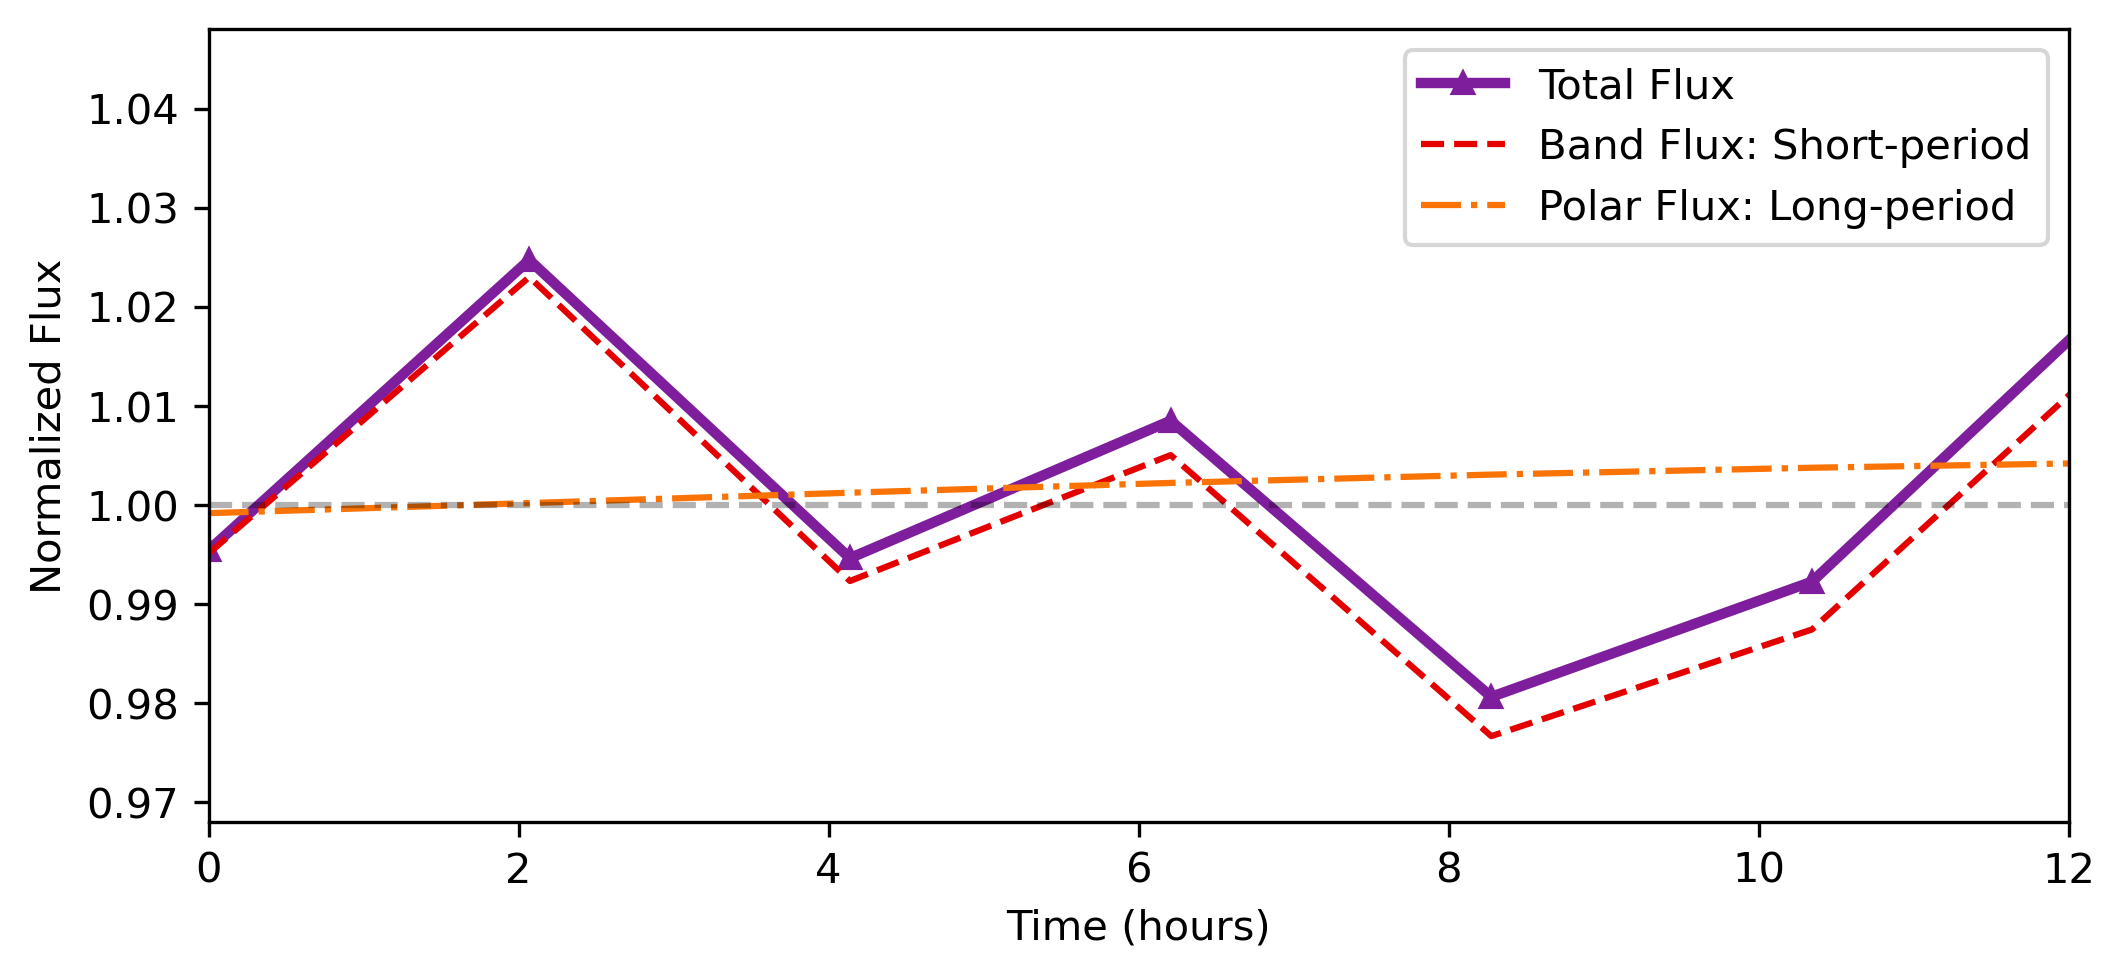 Normalized Flux
1.04
1.03
1.02
1.01
1.00
0.99
0.98
0.97
Total Flux
Band Flux: Short-period
Polar Flux: Long-period
0 2 4 6 8 10 12
Time (hours)